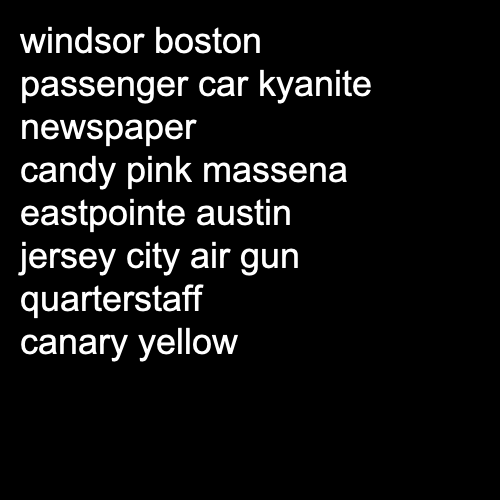 windsor boston
passenger car kyanite
newspaper
candy pink massena
eastpointe austin
jersey city air gun
quarterstaff
canary yellow